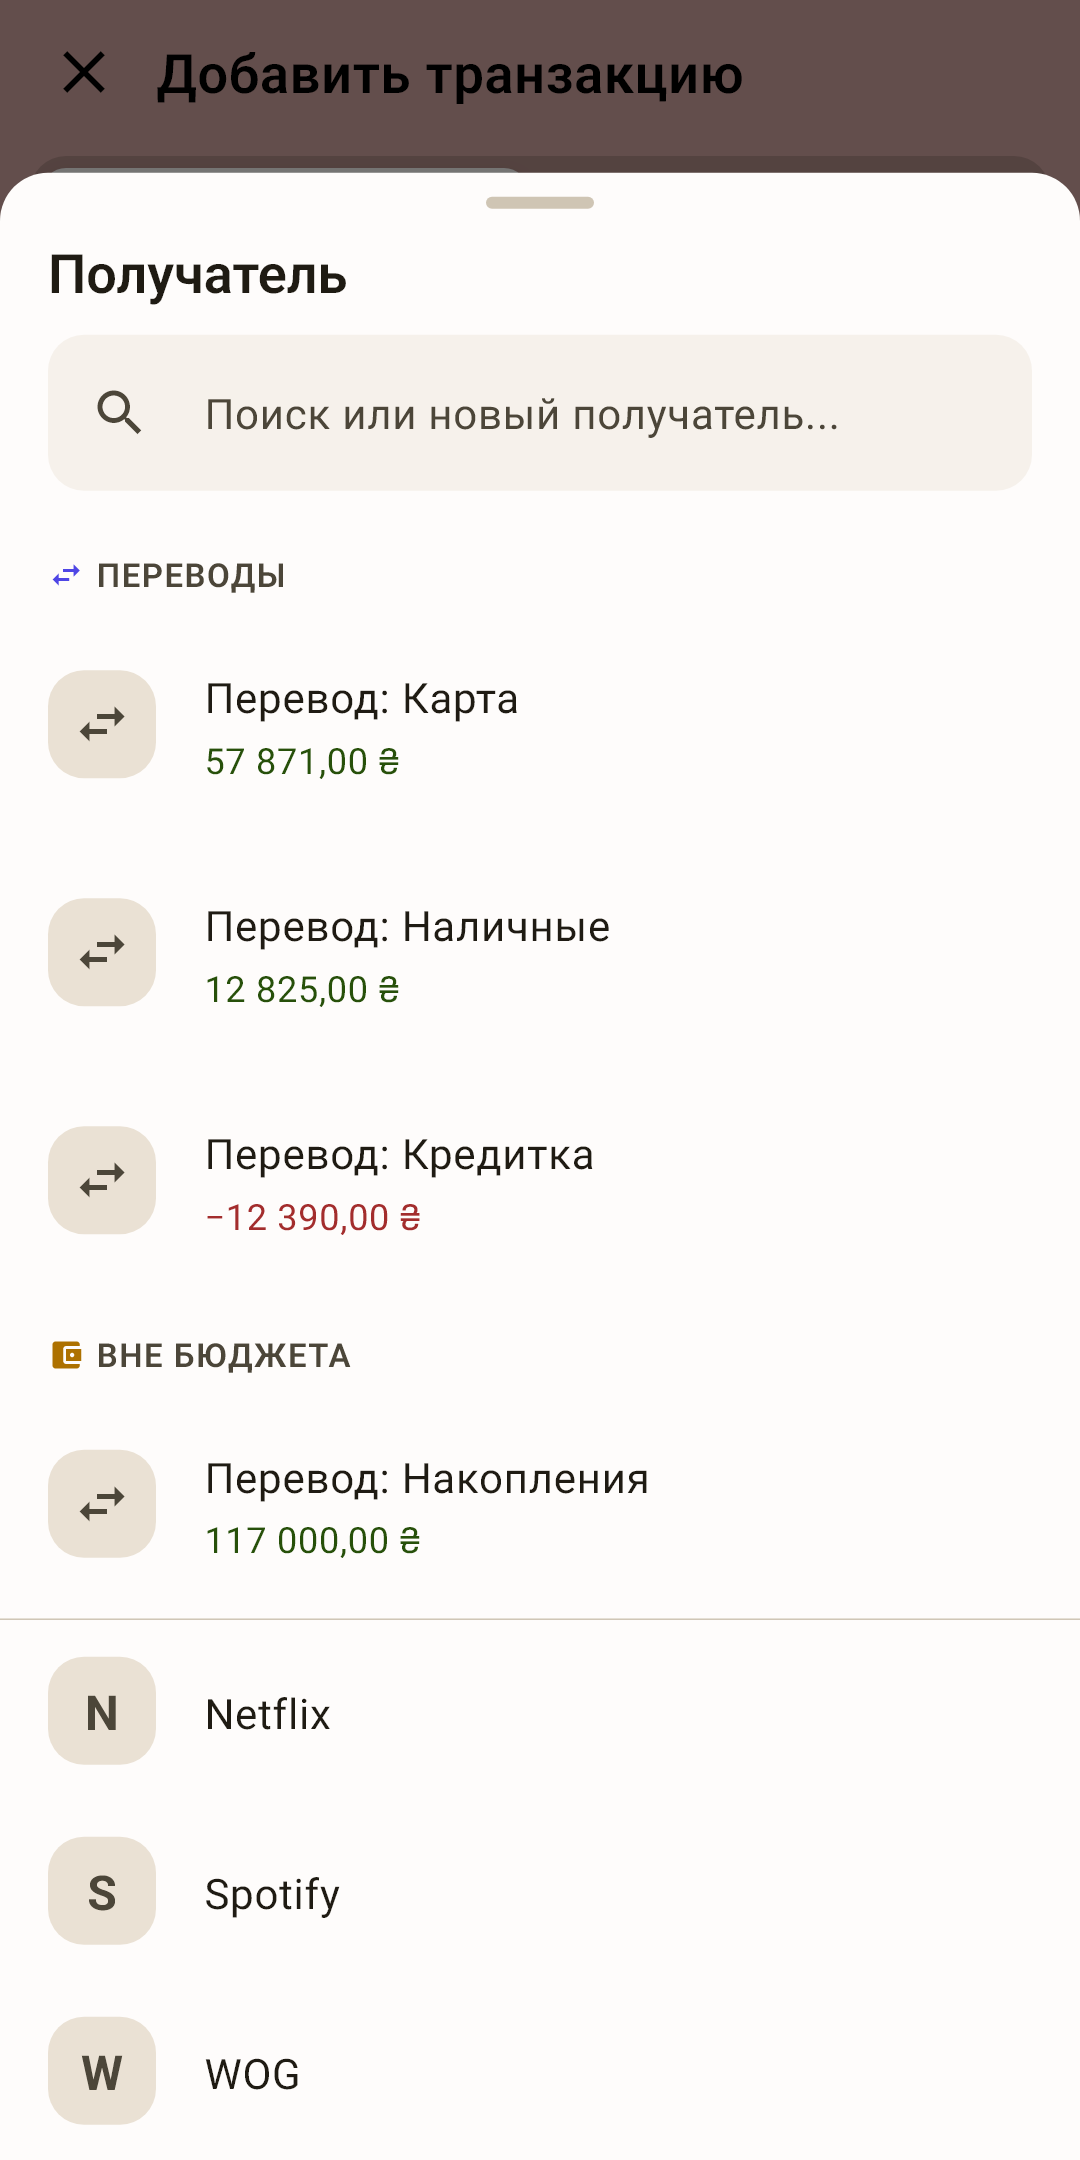 Добавить транзакцию
Получатель
Поиск или новый получатель...
ПЕРЕВОДЫ
Перевод: Карта
57 871,00 ₴
Перевод: Наличные
12 825,00 ₴
Перевод: Кредитка
−12 390,00 ₴
ВНЕ БЮДЖЕТА
Перевод: Накопления
117 000,00 ₴
N
Netflix
S
Spotify
W
WOG